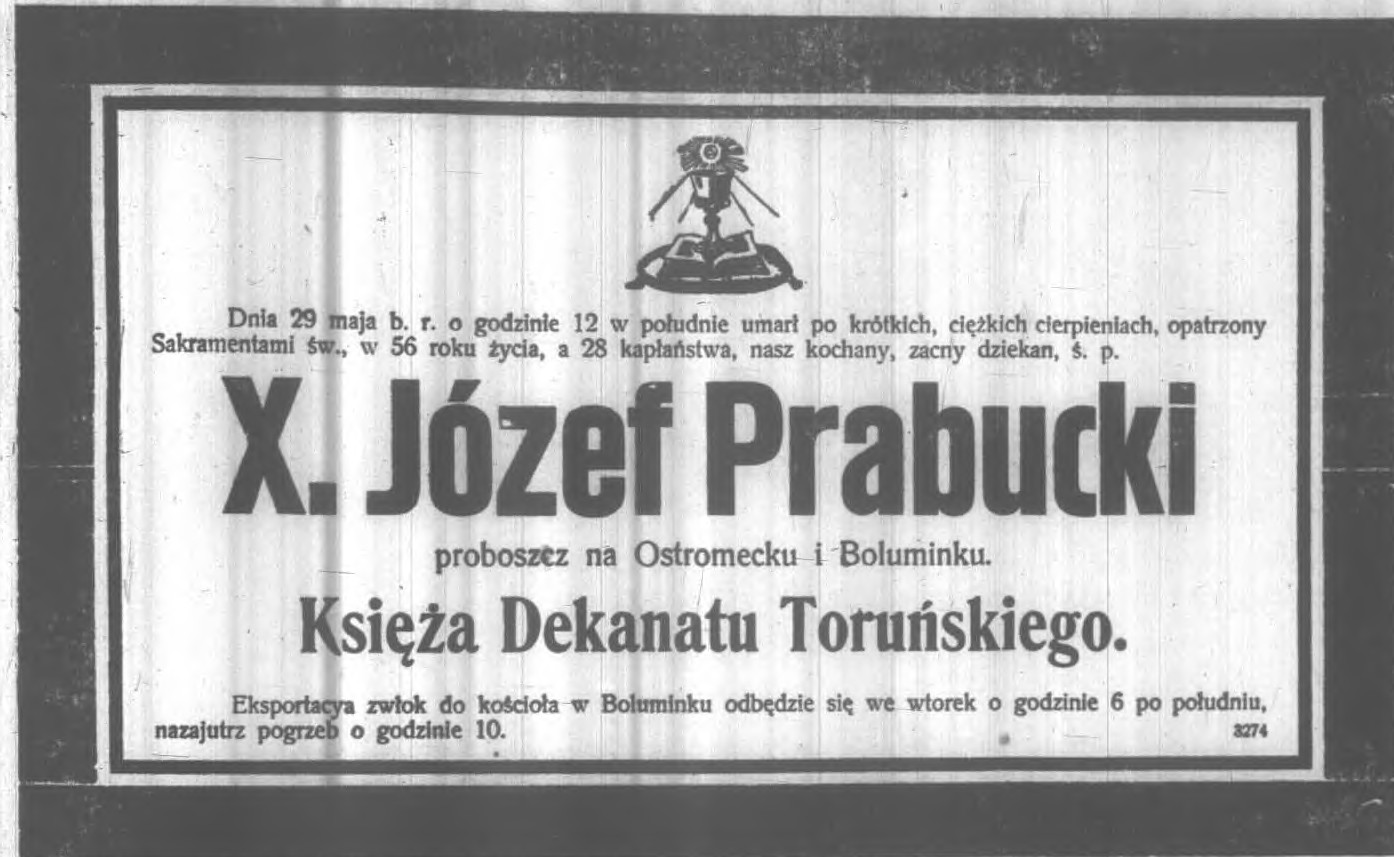 Dnia 29 maja b. r. o godzinie 12 w południe umarł po krótkich, ciężkich cierpieniach, opatrzony
Sakramentami św., w 56 roku życia, a 28 kapłaństwa, nasz kochany, zacny dziekan, ś. p.
X. Józef Prabucki
proboszcz na Ostromecku i Boluminku.
Księża Dekanatu Toruńskiego.
Eksportacya zwłok do kościoła w Boluminku odbędzie się we wtorek o godzinie 6 po południu,
nazajutrz pogrzeb o godzinie 10. 3274